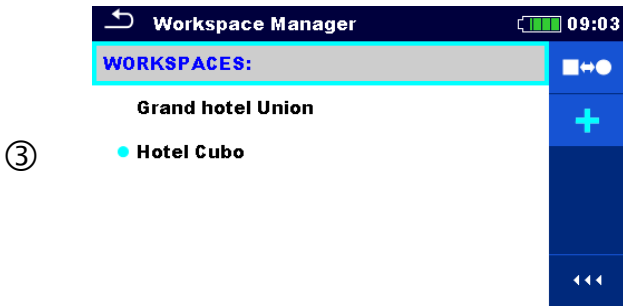 Workspace Manager 09:03
WORKSPACES:
Grand hotel Union
③
Hotel Cubo